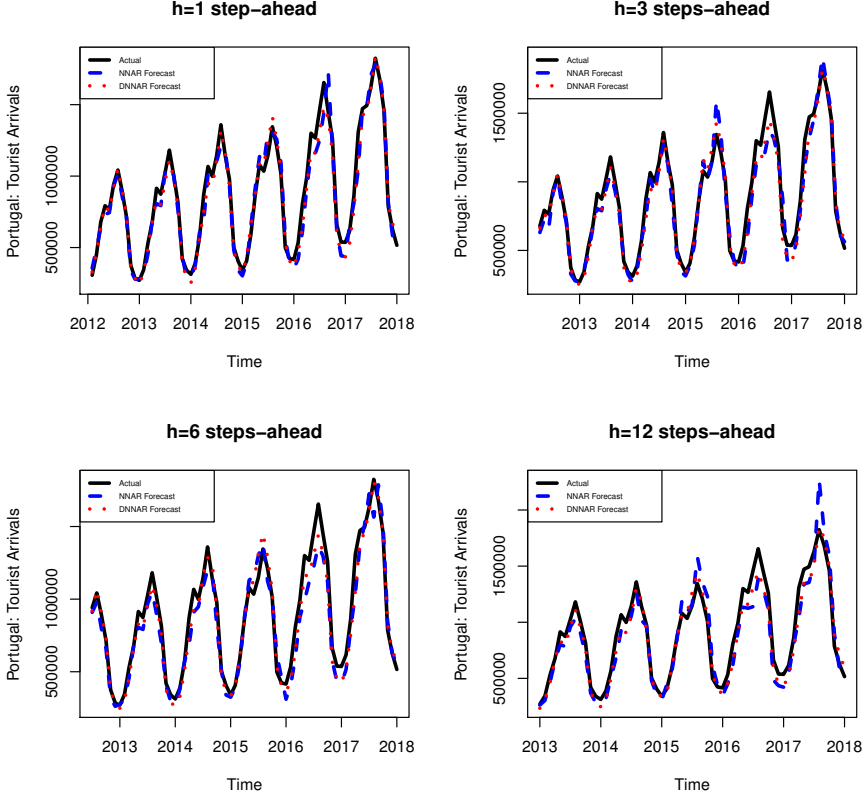 h=1 step−ahead
Portugal: Tourist Arrivals
500000
1000000
Actual
NNAR Forecast
DNNAR Forecast
2012 2013 2014 2015 2016 2017 2018
Time
h=3 steps−ahead
Portugal: Tourist Arrivals
500000
1500000
Actual
NNAR Forecast
DNNAR Forecast
2013 2014 2015 2016 2017 2018
Time
h=6 steps−ahead
Portugal: Tourist Arrivals
500000
1000000
Actual
NNAR Forecast
DNNAR Forecast
2013 2014 2015 2016 2017 2018
Time
h=12 steps−ahead
Portugal: Tourist Arrivals
500000
1500000
Actual
NNAR Forecast
DNNAR Forecast
2013 2014 2015 2016 2017 2018
Time